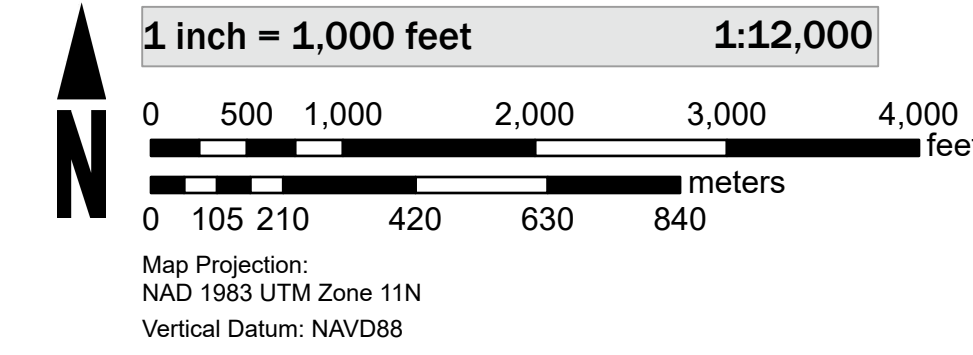 1 inch = 1,000 feet 1:12,000
0 500 1,000 2,000 3,000 4,000
N
feet
meters
0 105 210 420 630 840
Map Projection:
NAD 1983 UTM Zone 11N
Vertical Datum: NAVD88